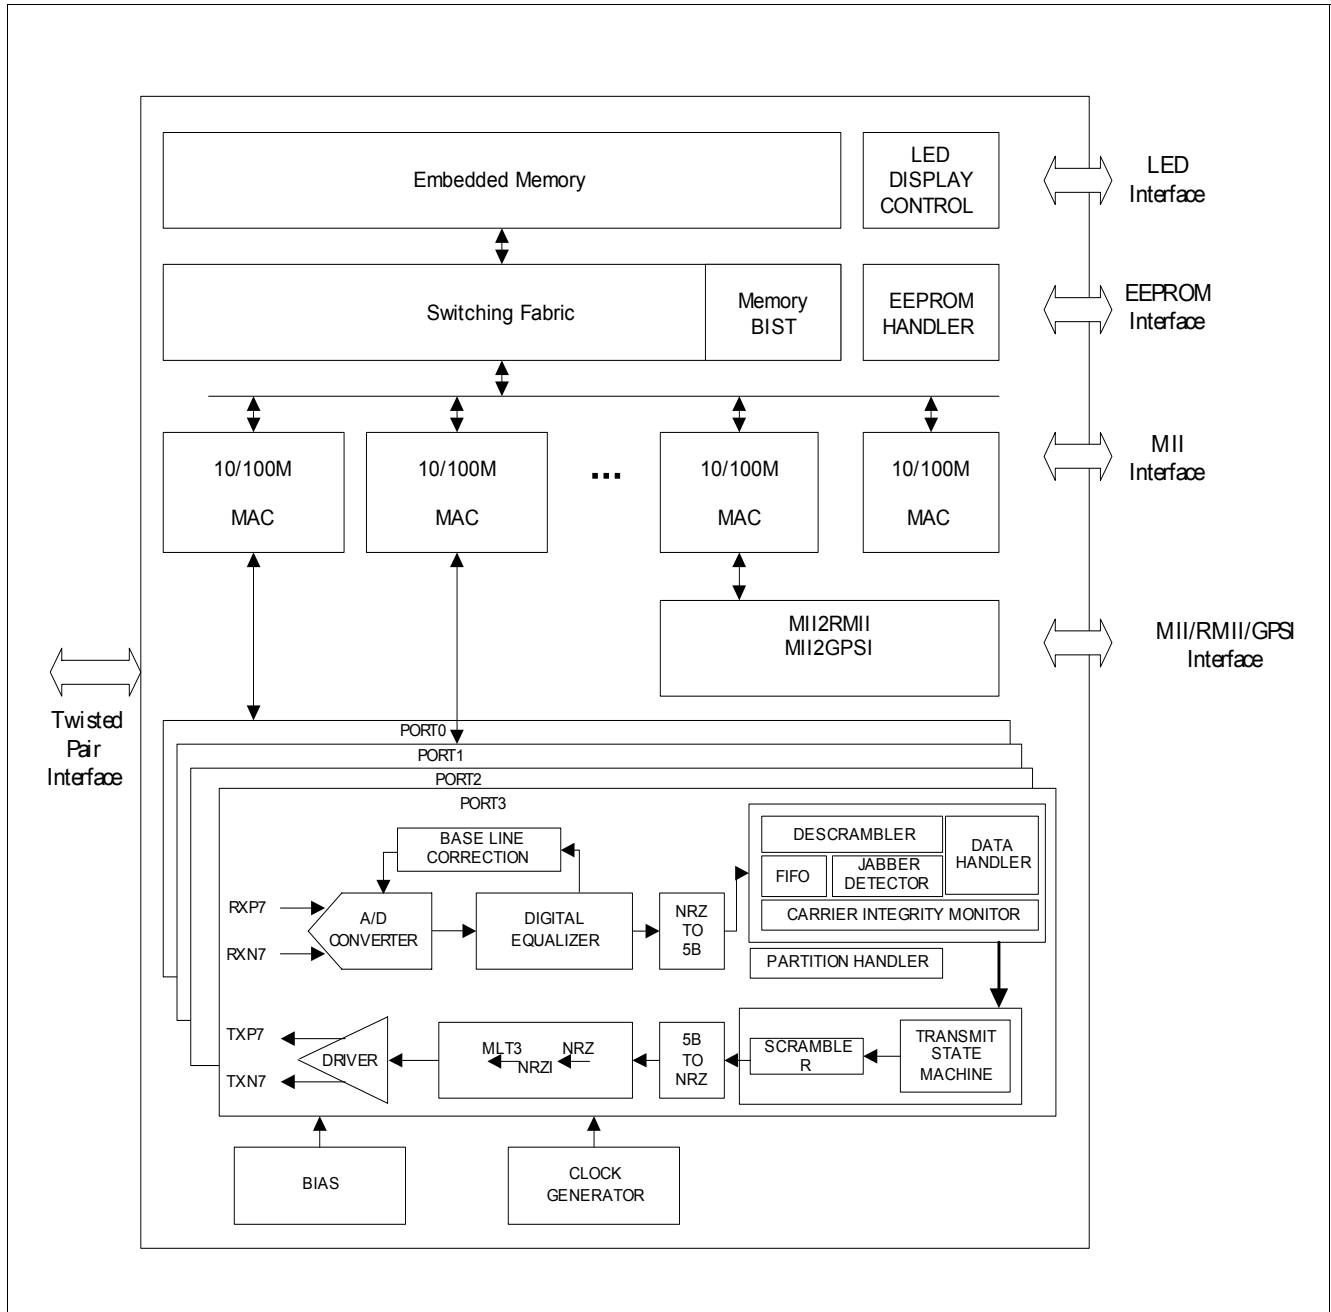 Embedded Memory
LED
DISPLAY
CONTROL
LED
Interface
Switching Fabric
Memory
BIST
EEPROM
HANDLER
EEPROM
Interface
10/100M
MAC
10/100M
MAC
...
10/100M
MAC
10/100M
MAC
MII
Interface
MII2RMII
MII2GPSI
MII/RMII/GPSI
Interface
Twisted
Pair
Interface
PORT0
PORT1
PORT2
PORT3
BASE LINE
CORRECTION
RXP7
RXN7
A/D
CONVERTER
DIGITAL
EQUALIZER
NRZ
TO
5B
DESCRAMBLER
FIFO
JABBER
DETECTOR
DATA
HANDLER
CARRIER INTEGRITY MONITOR
PARTITION HANDLER
TXP7
TXN7
DRIVER
MLT3
NRZI
NRZ
5B
TO
NRZ
SCRAMBLE
R
TRANSMIT
STATE
MACHINE
BIAS
CLOCK
GENERATOR